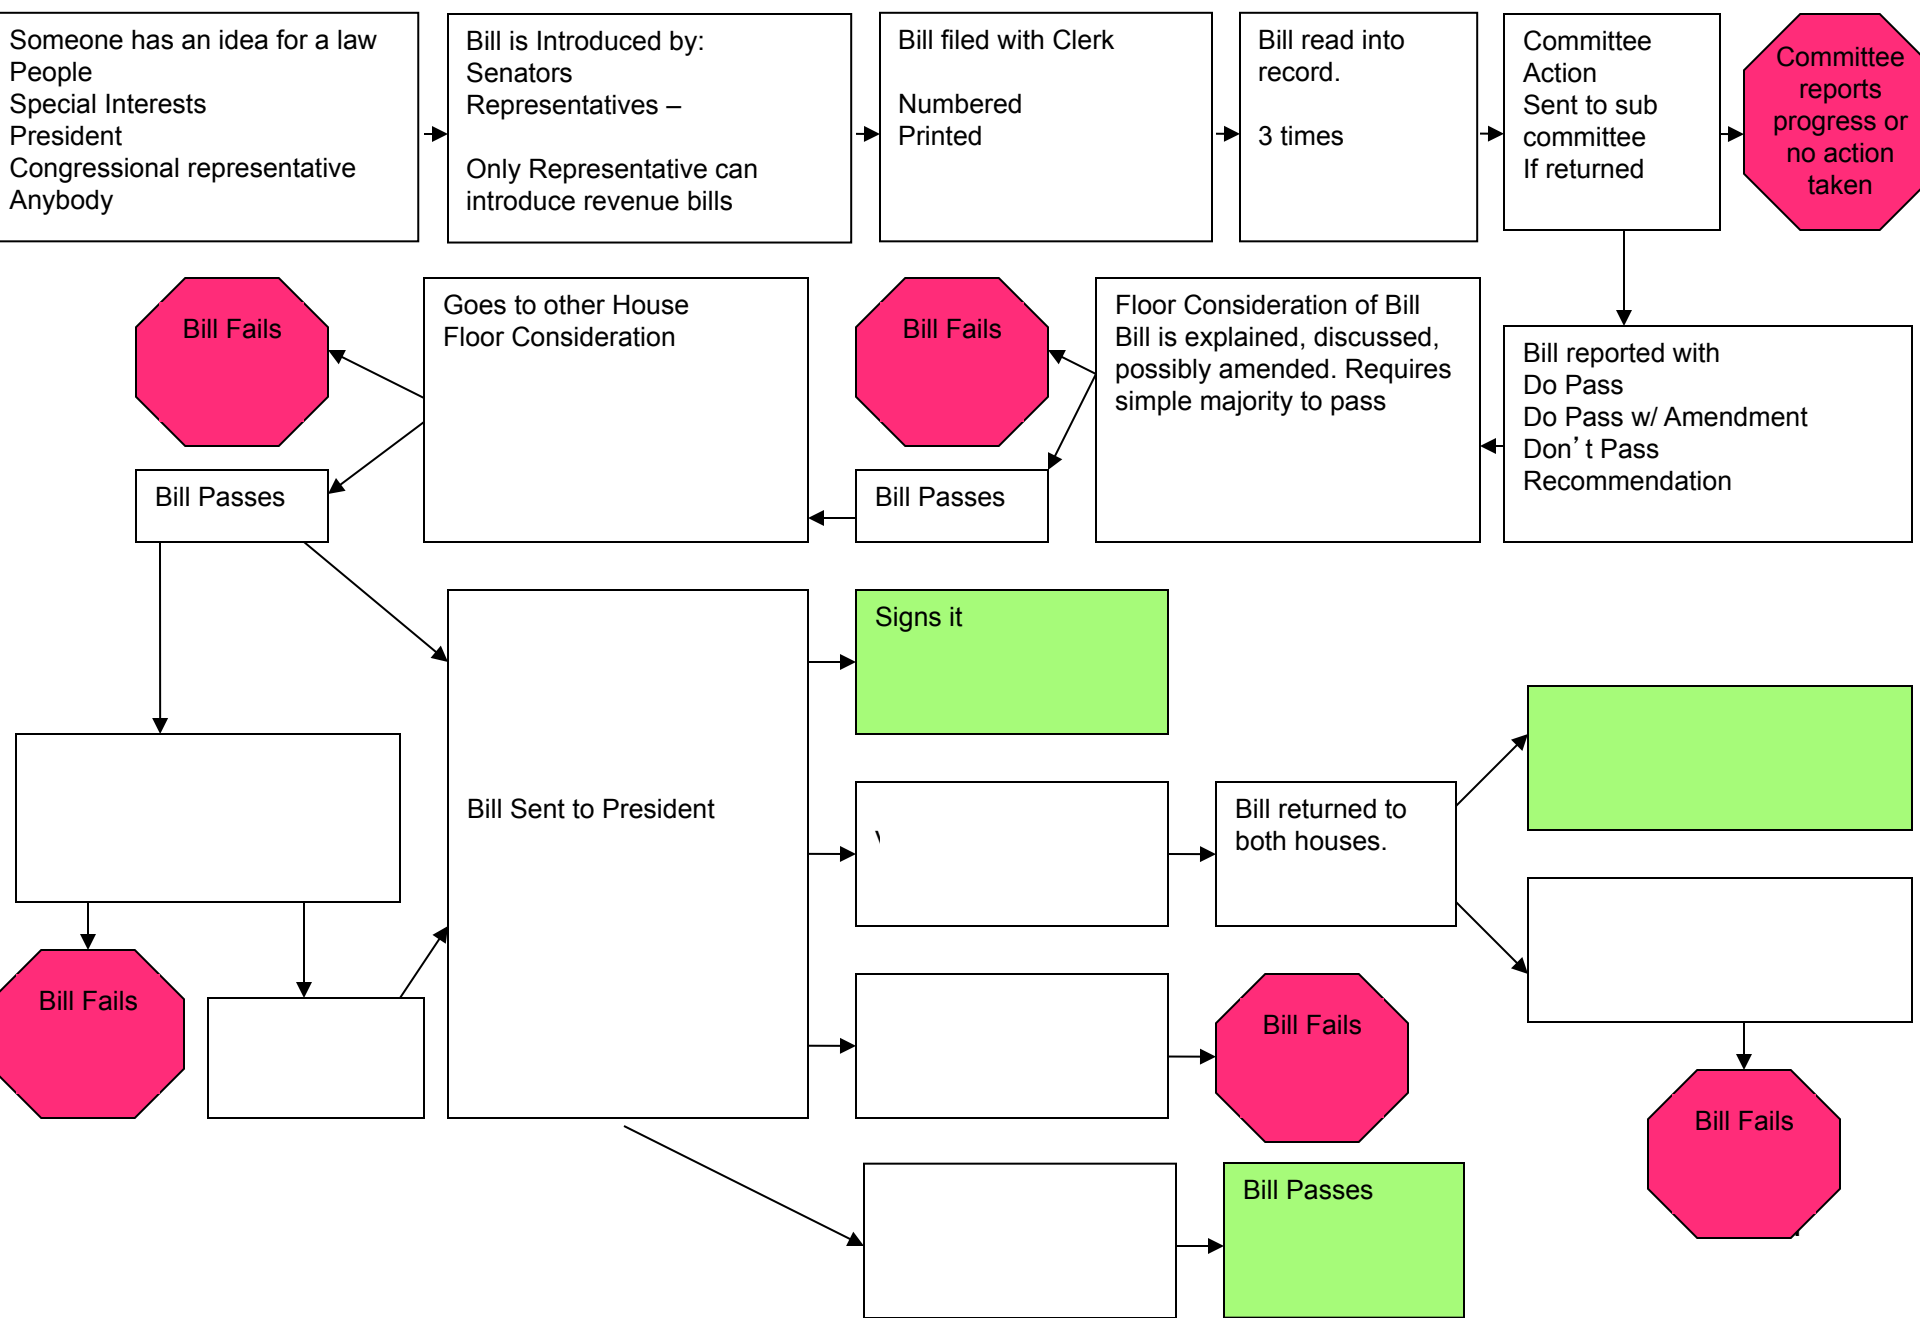 Someone has an idea for a law
People
Special Interests
President
Congressional representative
Anybody
Bill is Introduced by:
Senators
Representatives –
Only Representative can
introduce revenue bills
Bill filed with Clerk
Numbered
Printed
Bill read into
record.
3 times
Committee
Action
Sent to sub
committee
If returned
Committee
reports
progress or
no action
taken
Bill Fails
Goes to other House
Floor Consideration
Bill Fails
Floor Consideration of Bill
Bill is explained, discussed,
possibly amended. Requires
simple majority to pass
Bill reported with
Do Pass
Do Pass w/ Amendment
Don’t Pass
Recommendation
Bill Passes
Bill Passes
Signs it
Bill Sent to President
Bill returned to
both houses.
Bill Fails
Bill Fails
Bill Fails
Bill Passes